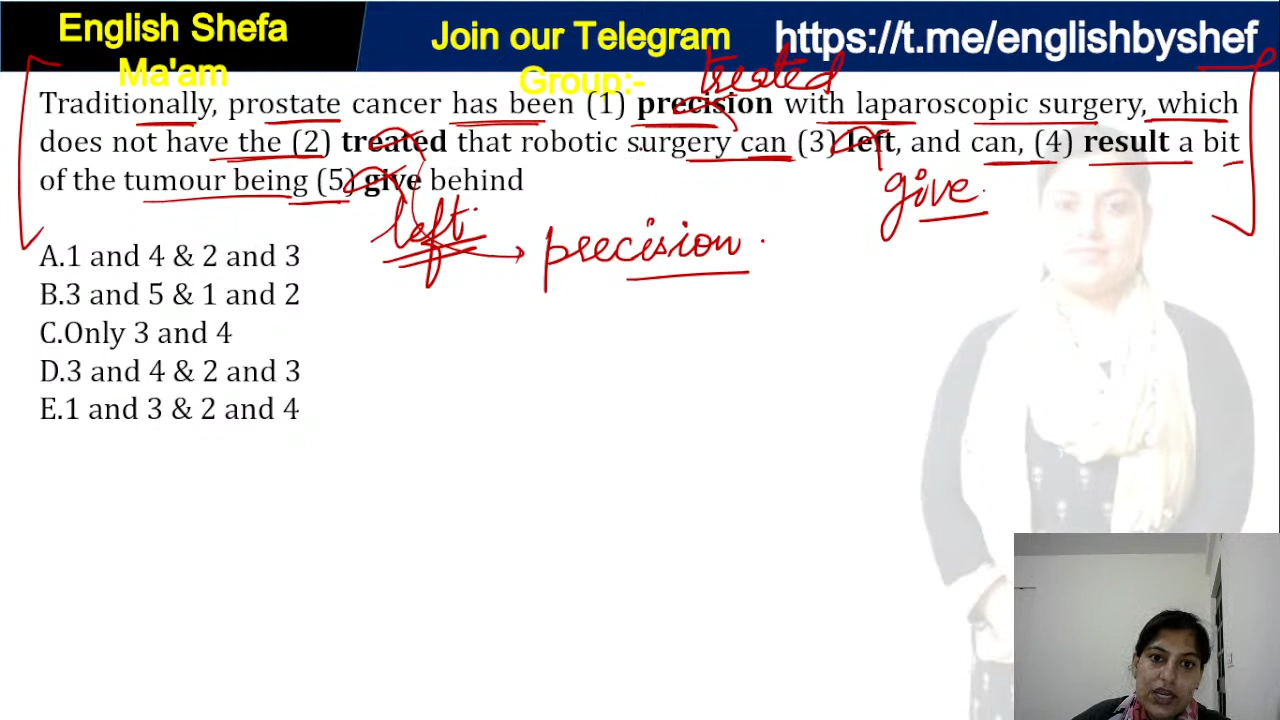 English Shefa
Ma'am
Join our Telegram
Group:-
https://t.me/englishbyshef
treated
Traditionally, prostate cancer has been (1) precision with laparoscopic surgery, which
does not have the (2) treated that robotic surgery can (3) left, and can, (4) result a bit
of the tumour being (5) give behind
give.
left.
precision.
A.1 and 4 & 2 and 3
B.3 and 5 & 1 and 2
C.Only 3 and 4
D.3 and 4 & 2 and 3
E.1 and 3 & 2 and 4